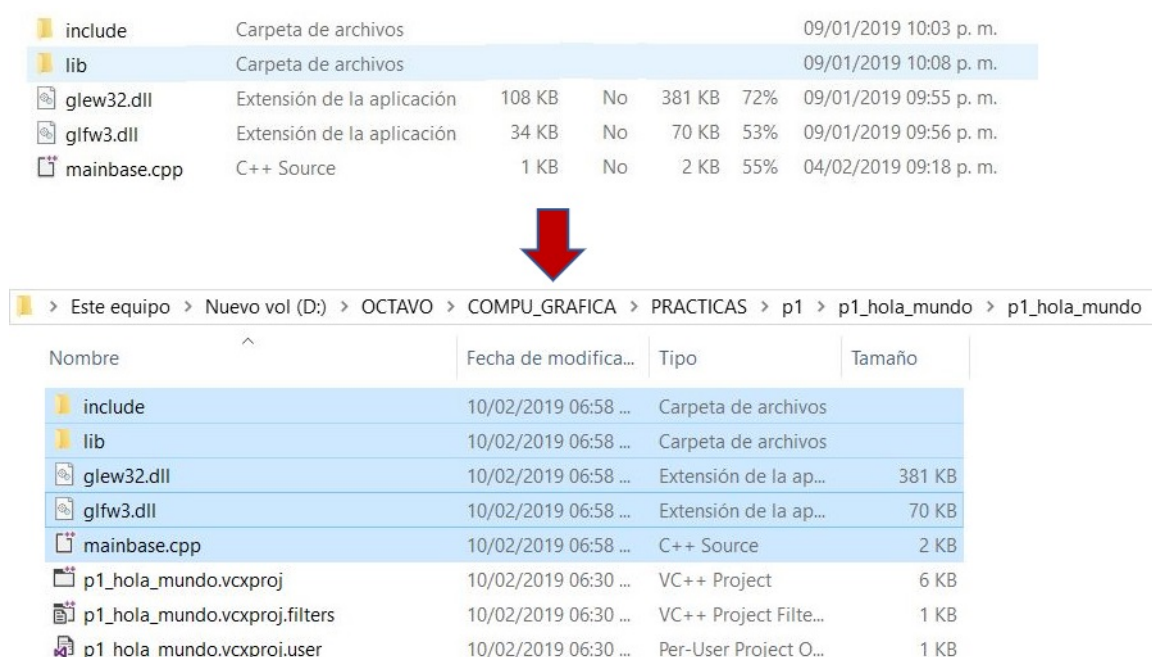 include Carpeta de archivos 09/01/2019 10:03 p. m.
lib Carpeta de archivos 09/01/2019 10:08 p. m.
glew32.dll Extensión de la aplicación 108 KB No 381 KB 72% 09/01/2019 09:55 p. m.
glfw3.dll Extensión de la aplicación 34 KB No 70 KB 53% 09/01/2019 09:56 p. m.
mainbase.cpp C++ Source 1 KB No 2 KB 55% 04/02/2019 09:18 p. m.
> Este equipo > Nuevo vol (D:) > OCTAVO > COMPU_GRAFICA > PRACTICAS > p1 > p1_hola_mundo > p1_hola_mundo
Nombre Fecha de modifica... Tipo Tamaño
include 10/02/2019 06:58 ... Carpeta de archivos
lib 10/02/2019 06:58 ... Carpeta de archivos
glew32.dll 10/02/2019 06:58 ... Extensión de la ap... 381 KB
glfw3.dll 10/02/2019 06:58 ... Extensión de la ap... 70 KB
mainbase.cpp 10/02/2019 06:58 ... C++ Source 2 KB
p1_hola_mundo.vcxproj 10/02/2019 06:30 ... VC++ Project 6 KB
p1_hola_mundo.vcxproj.filters 10/02/2019 06:30 ... VC++ Project Filte... 1 KB
p1_hola_mundo.vcxproj.user 10/02/2019 06:30 ... Per-User Project O... 1 KB